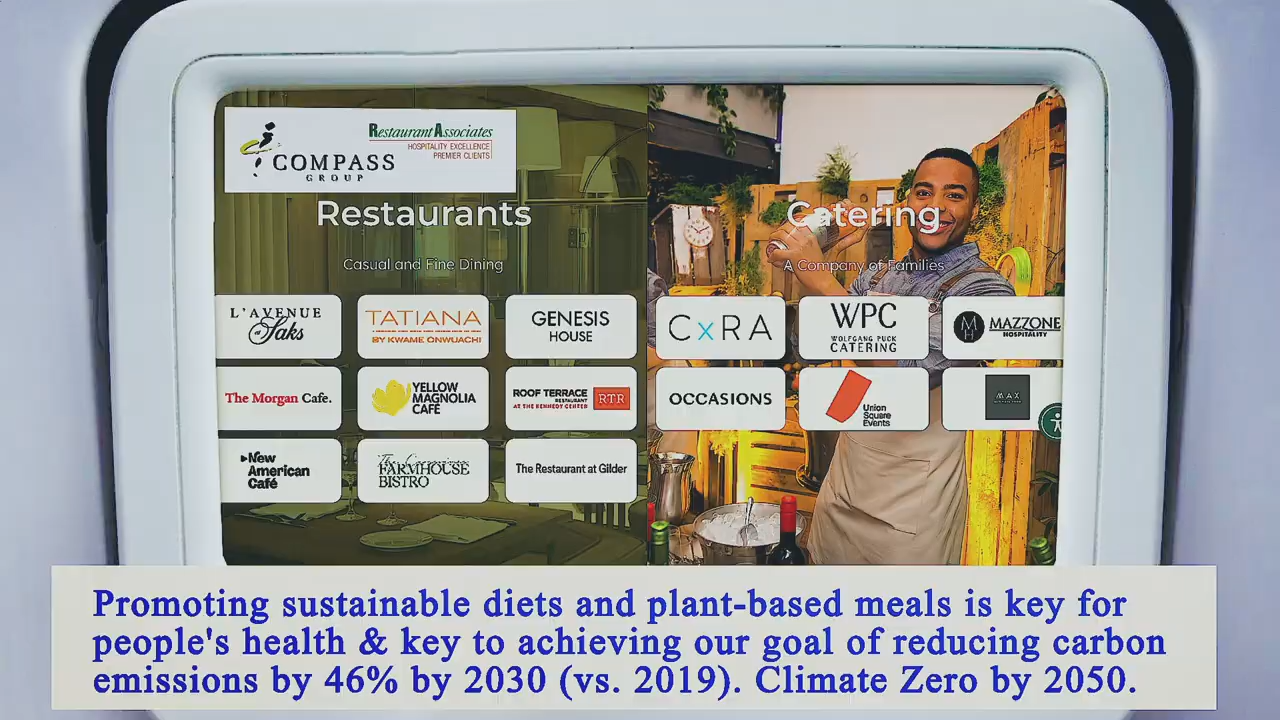 COMPASS
GROUP
Restaurant Associates
HOSPITALITY EXCELLENCE
PREMIER CLIENTS
Restaurants
Casual and Fine Dining
L'AVENUE
Saks
TATIANA
BY KWAME ONWUACHI
GENESIS
HOUSE
The Morgan Cafe.
YELLOW
MAGNOLIA
CAFÉ
ROOF TERRACE
RESTAURANT
AT THE KENNEDY CENTER
RTR
New
American
Café
FARMHOUSE
BISTRO
The Restaurant at Gilder
Catering
A Company of Families
CxRA
WPC
WOLFGANG PUCK
CATERING
MH
MAZZONE
HOSPITALITY
OCCASIONS
Union
Square
Events
MAX
Promoting sustainable diets and plant-based meals is key for
people's health & key to achieving our goal of reducing carbon
emissions by 46% by 2030 (vs. 2019). Climate Zero by 2050.